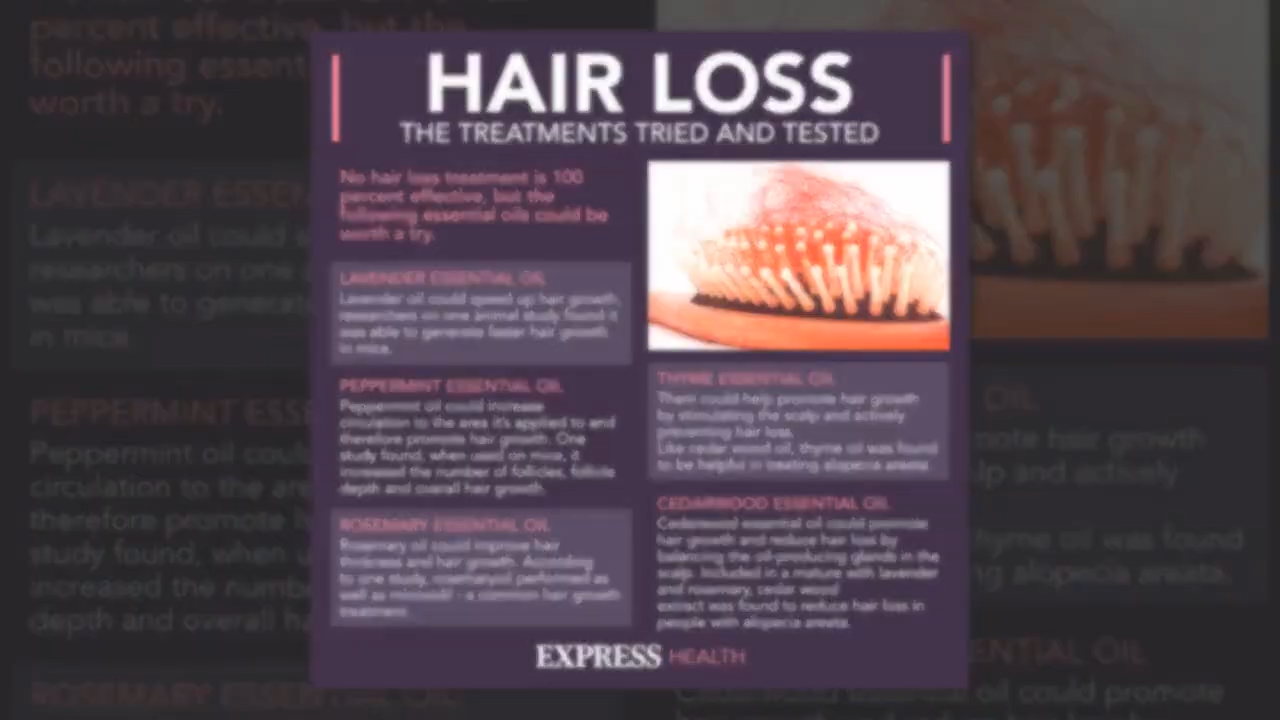 HAIR LOSS
THE TREATMENTS TRIED AND TESTED
No hair loss treatment is 100
percent effective, but the
following essential oils could be
worth a try.
LAVENDER ESSENTIAL OIL
Lavender oil could speed up hair growth,
researchers on one animal study found it
was able to generate faster hair growth
in mice.
PEPPERMINT ESSENTIAL OIL
Peppermint oil could increase
circulation to the area it's applied to and
therefore promote hair growth. One
study found, when used on mice, it
increased the number of follicles, follicle
depth and overall hair growth.
ROSEMARY ESSENTIAL OIL
Rosemary oil could improve hair
thickness and hair growth. According
to one study, rosemary oil performed as
well as minoxidil - a common hair growth
treatment.
THYME ESSENTIAL OIL
Them could help promote hair growth
by stimulating the scalp and actively
preventing hair loss.
Like cedar wood oil, thyme oil was found
to be helpful in treating alopecia areata.
CEDARWOOD ESSENTIAL OIL
Cedarwood essential oil could promote
hair growth and reduce hair loss by
balancing the oil-producing glands in the
scalp. Included in a mixture with lavender
and rosemary, cedar wood
extract was found to reduce hair loss in
people with alopecia areata.
EXPRESS HEALTH